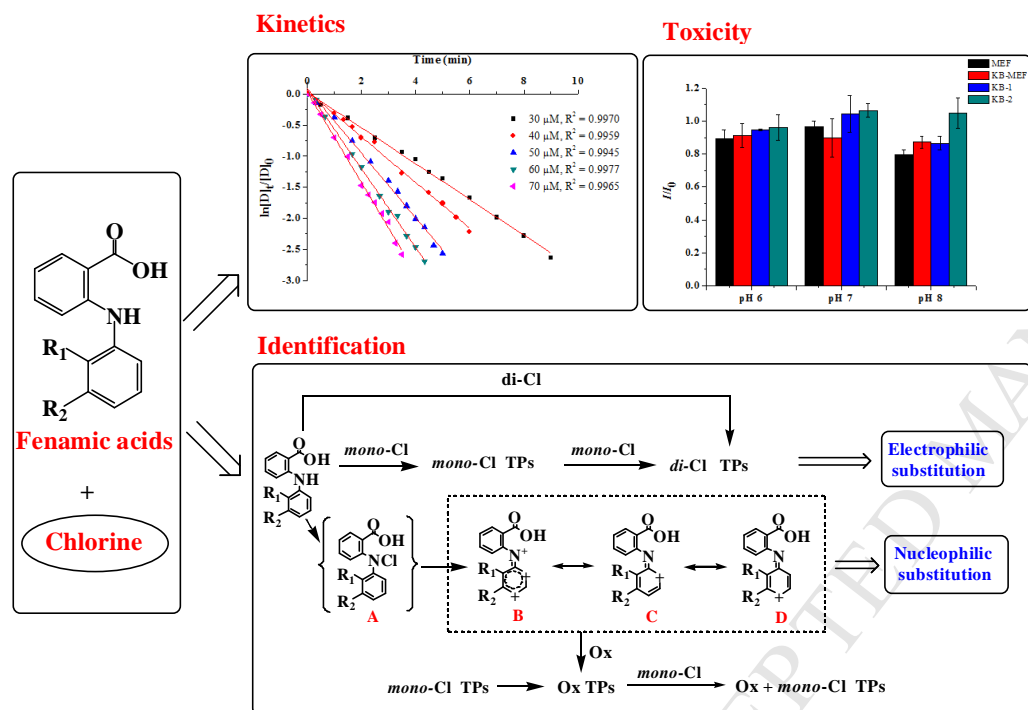 Kinetics
Time (min)
0 2 4 6 8 10
0.0
-0.5
-1.0
-1.5
-2.0
-2.5
-3.0
ln[D]t/[D]0
30 μM, R2 = 0.9970
40 μM, R2 = 0.9959
50 μM, R2 = 0.9945
60 μM, R2 = 0.9977
70 μM, R2 = 0.9965
Toxicity
MEF
KB-MEF
KB-1
KB-2
1.2
1.0
0.8
0.6
0.4
0.2
0.0
I/I0
pH 6 pH 7 pH 8
O
OH
NH
R1
R2
Fenamic acids
+
Chlorine
Identification
di-Cl
O
OH
NH
R1
R2
mono-Cl
mono-Cl TPs
mono-Cl
di-Cl TPs
Electrophilic
substitution
O
OH
NCl
R1
R2
A
O
OH
N+
R1
R2
+
+
B
O
OH
N
R1
R2
+
C
O
OH
N
R1
R2
+
D
Nucleophilic
substitution
Ox
mono-Cl TPs
Ox TPs
mono-Cl
Ox + mono-Cl TPs